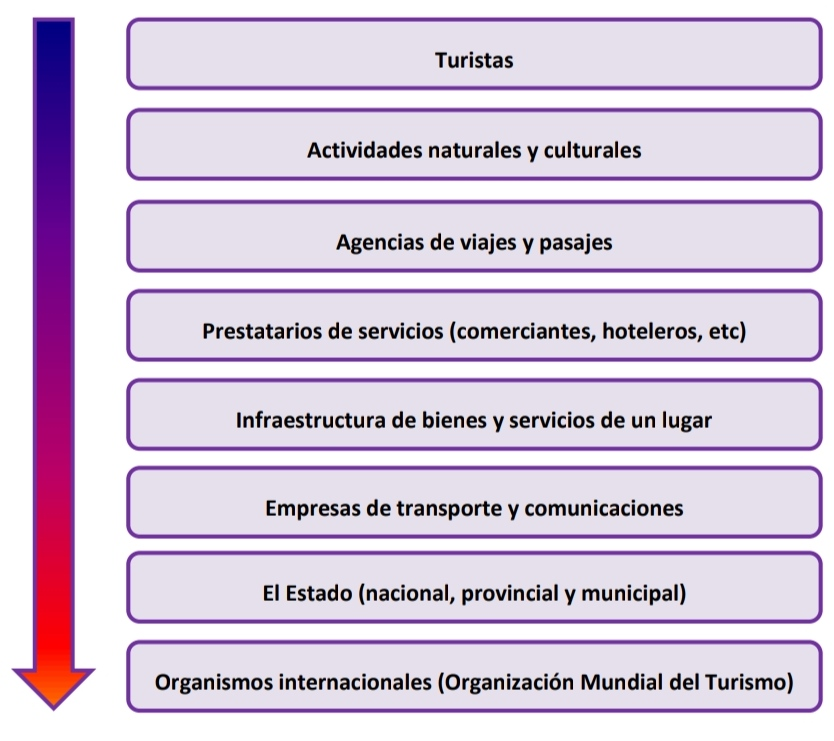 Turistas
Actividades naturales y culturales
Agencias de viajes y pasajes
Prestatarios de servicios (comerciantes, hoteleros, etc)
Infraestructura de bienes y servicios de un lugar
Empresas de transporte y comunicaciones
El Estado (nacional, provincial y municipal)
Organismos internacionales (Organización Mundial del Turismo)